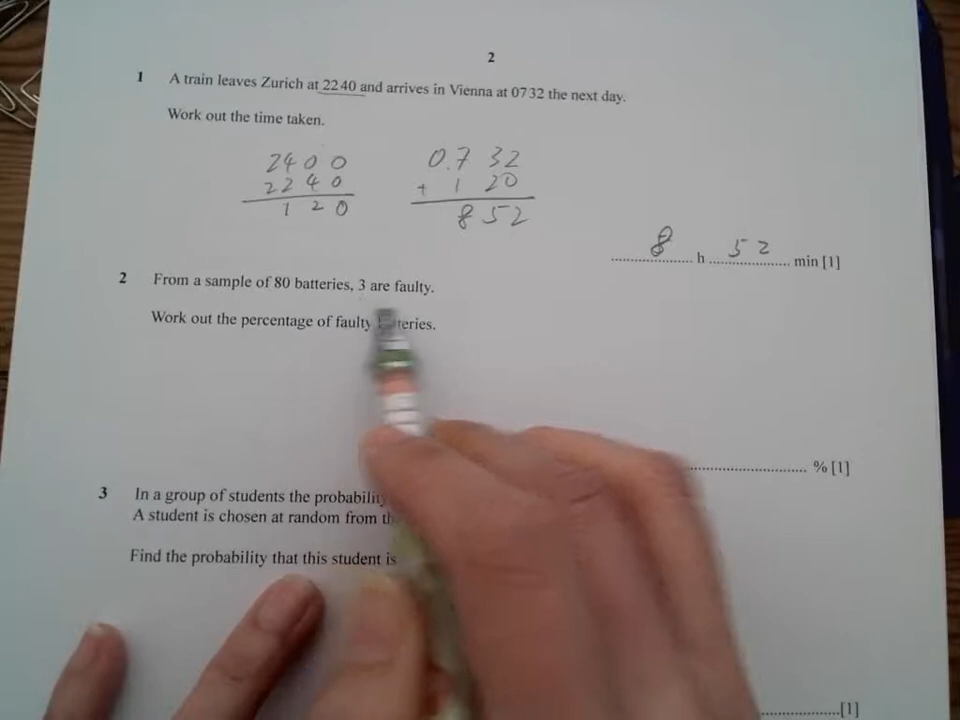 2
1 A train leaves Zurich at 22 40 and arrives in Vienna at 07 32 the next day.
Work out the time taken.
2400 0.7 32
2240 + 1 20
120 8 52
8 h 52 min [1]
2 From a sample of 80 batteries, 3 are faulty.
Work out the percentage of faulty batteries.
% [1]
3 In a group of students the probability
A student is chosen at random from
Find the probability that this student is
[1]